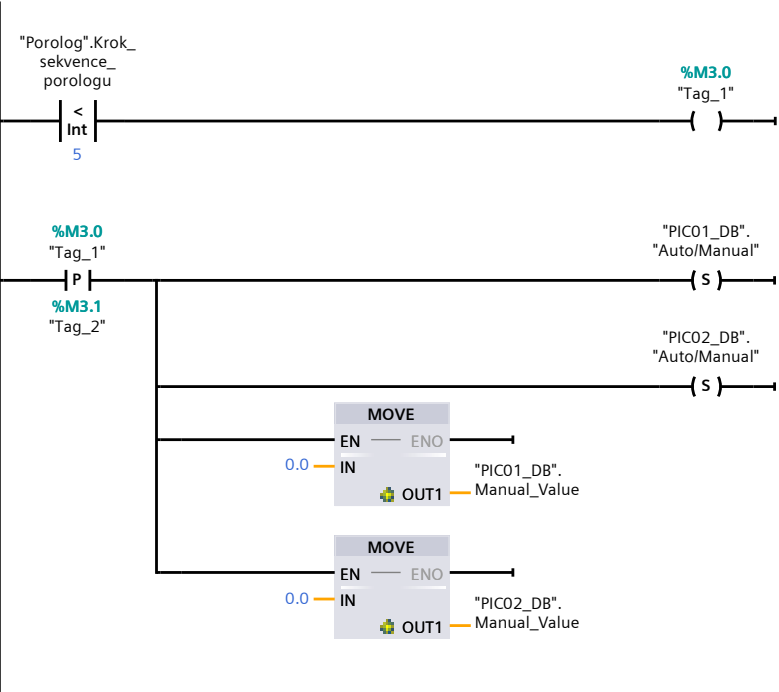 "Porolog".Krok_
sekvence_
porologu
<
Int
5
%M3.0
"Tag_1"
( )
%M3.0
"Tag_1"
P
%M3.1
"Tag_2"
"PIC01_DB".
"Auto/Manual"
( S )
"PIC02_DB".
"Auto/Manual"
( S )
MOVE
EN ENO
0.0 IN
OUT1
"PIC01_DB".
Manual_Value
MOVE
EN ENO
0.0 IN
OUT1
"PIC02_DB".
Manual_Value